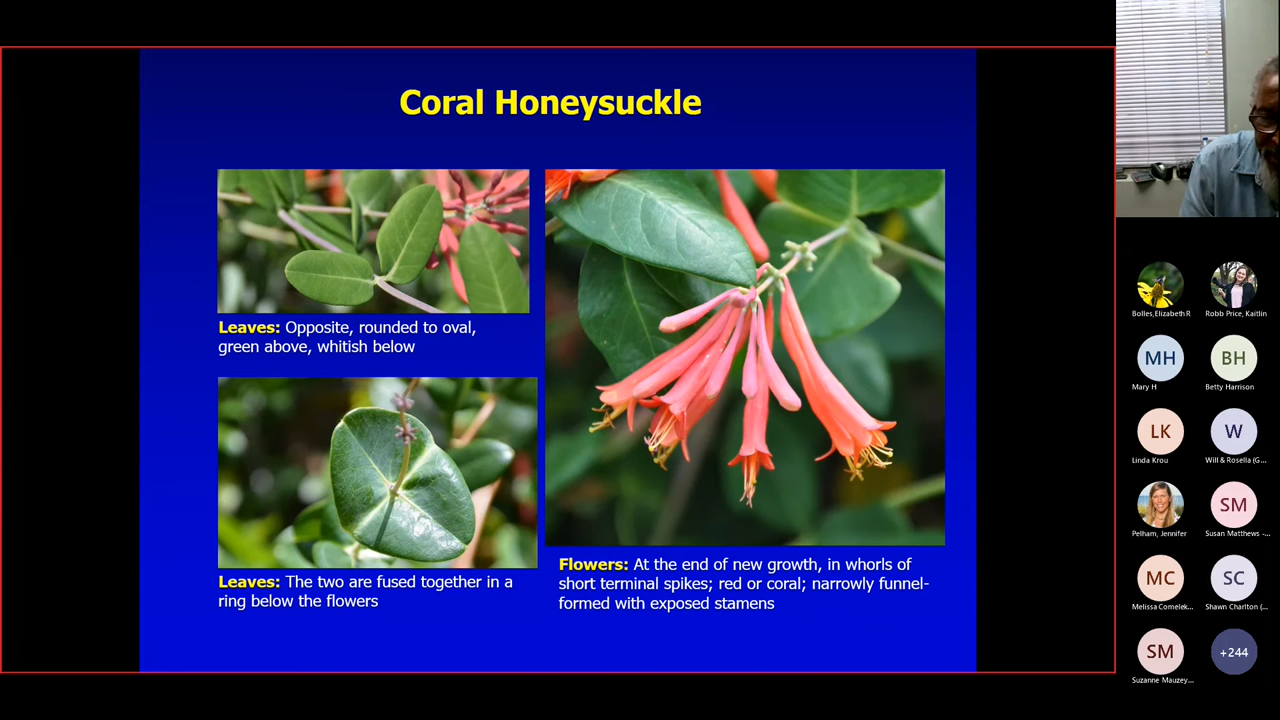 Coral Honeysuckle
Leaves: Opposite, rounded to oval,
green above, whitish below
Leaves: The two are fused together in a
ring below the flowers
Flowers: At the end of new growth, in whorls of
short terminal spikes; red or coral; narrowly funnel-
formed with exposed stamens
Bolles,Elizabeth R
Robb Price, Kaitlin
MH
Mary H
BH
Betty Harrison
LK
Linda Krou
W
Will & Rosella (G...
Pelham, Jennifer
SM
Susan Matthews -...
MC
Melissa Comelek...
SC
Shawn Charlton (...
SM
Suzanne Mauzey...
+244